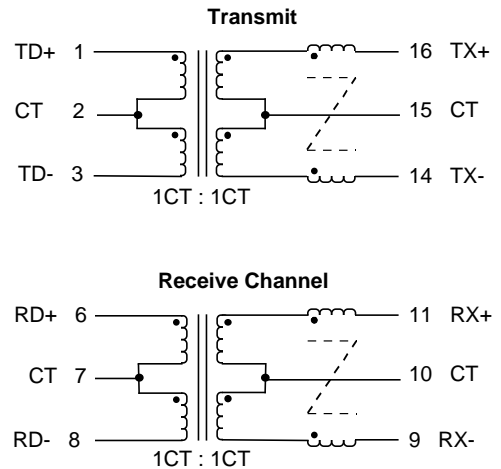 Transmit
TD+ 1 16 TX+
CT 2 15 CT
TD- 3 14 TX-
1CT : 1CT
Receive Channel
RD+ 6 11 RX+
CT 7 10 CT
RD- 8 9 RX-
1CT : 1CT